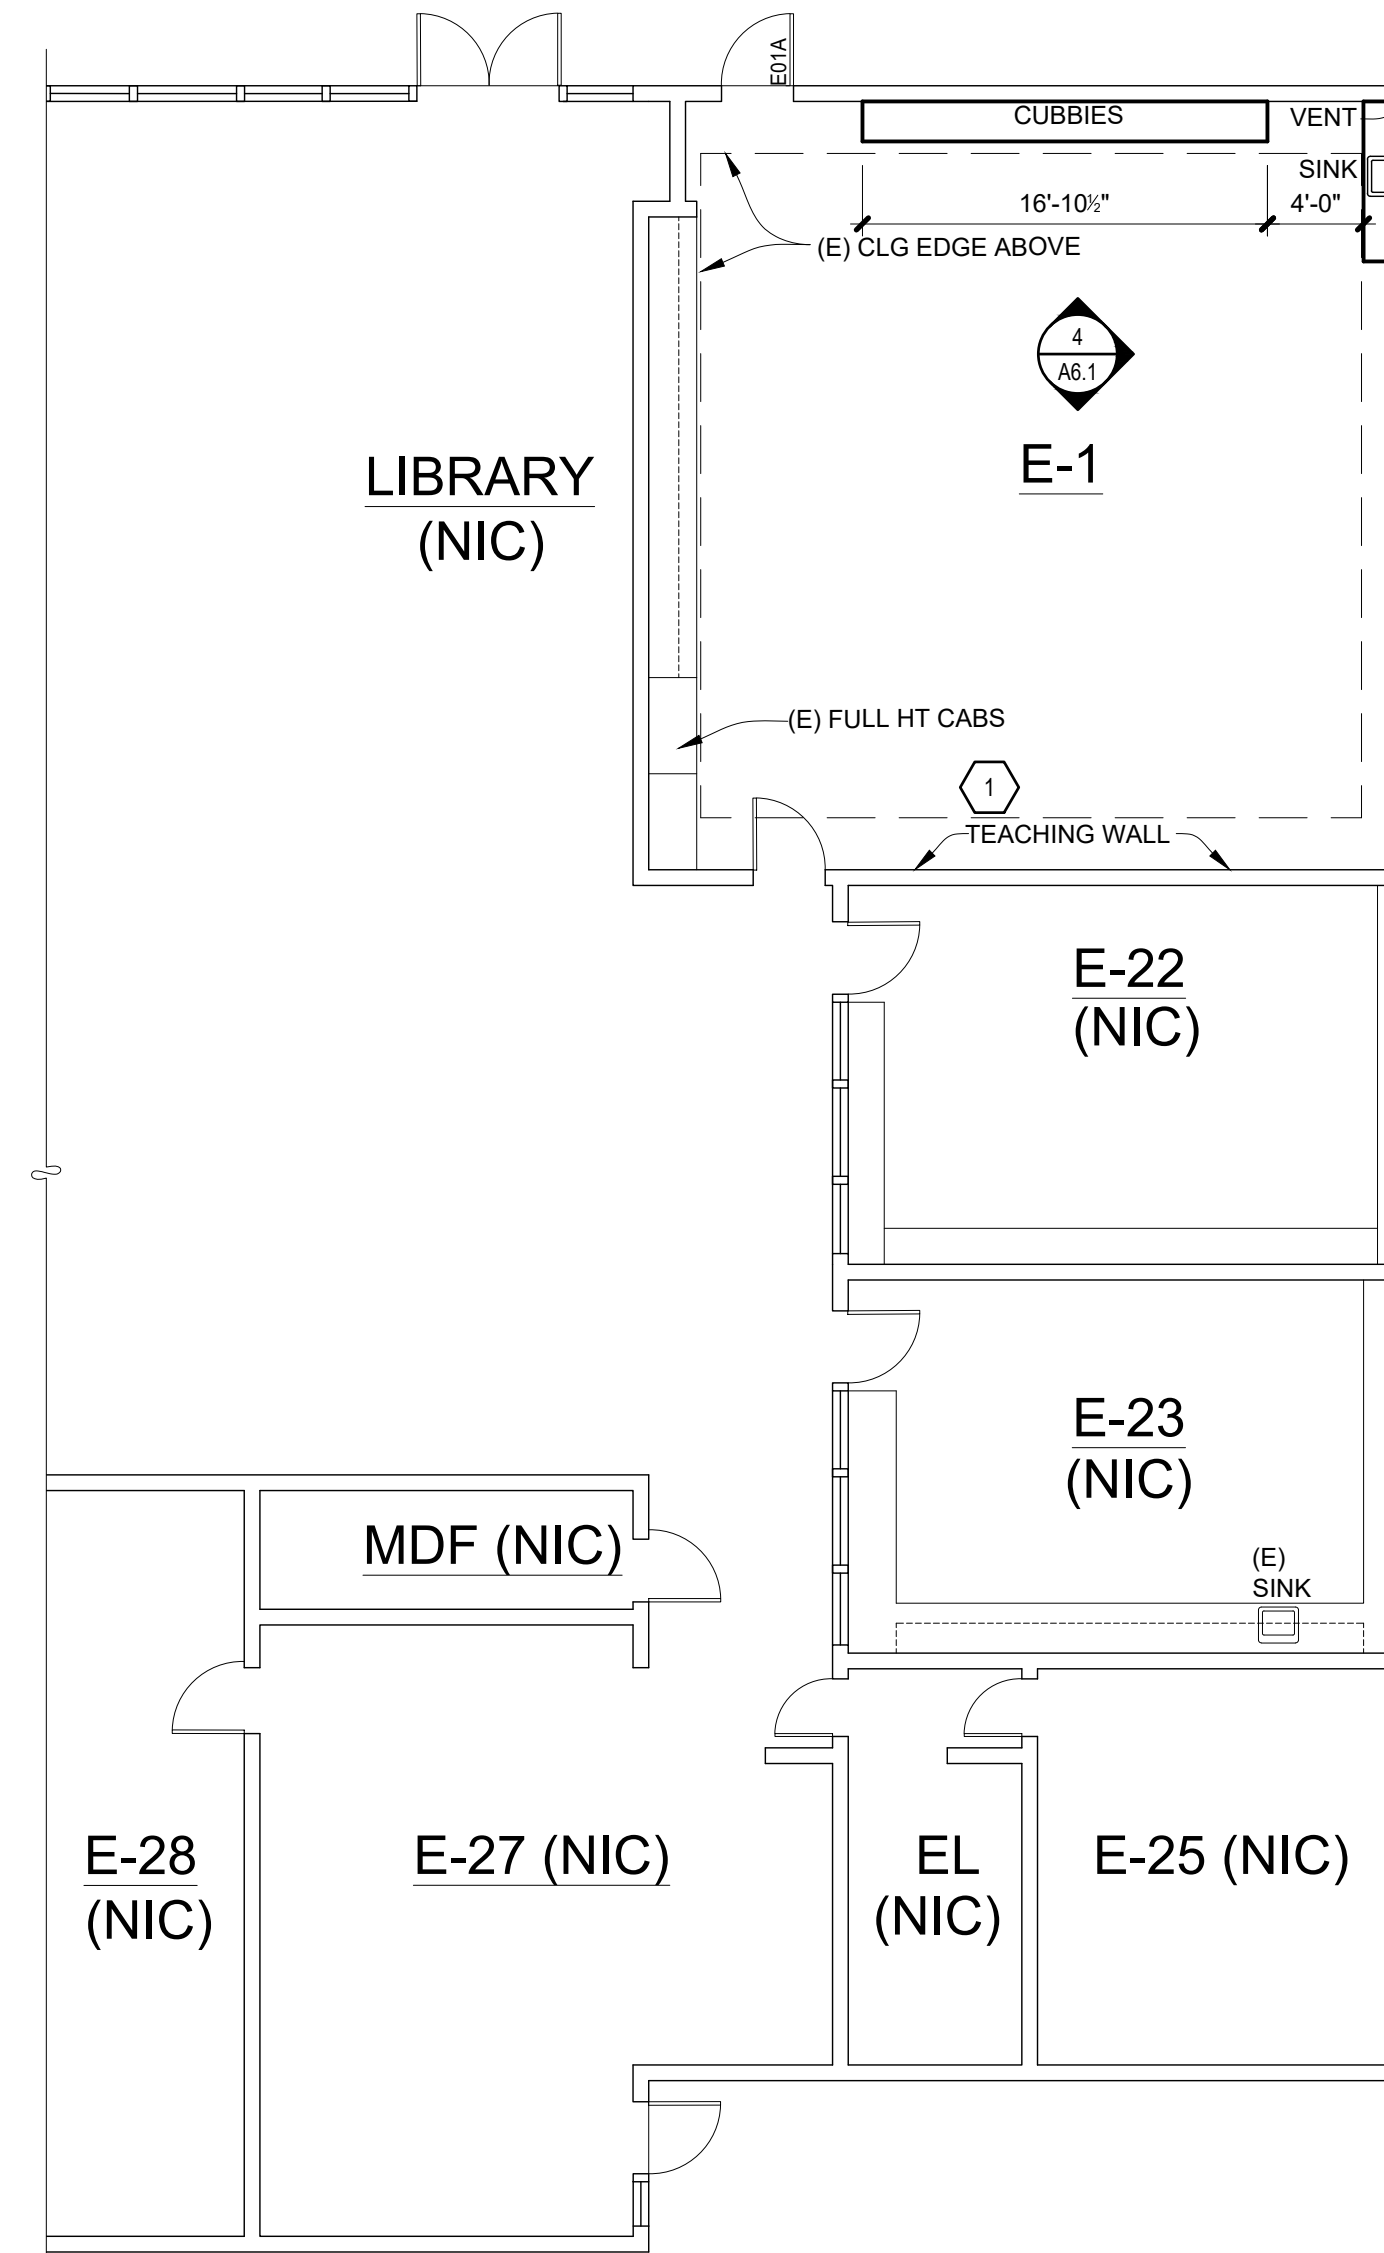 E01A
CUBBIES
VENT
SINK
16'-10½"
4'-0"
(E) CLG EDGE ABOVE
4
A6.1
E-1
LIBRARY
(NIC)
(E) FULL HT CABS
1
TEACHING WALL
E-22
(NIC)
E-23
(NIC)
MDF (NIC)
(E)
SINK
E-28
(NIC)
E-27 (NIC)
EL
(NIC)
E-25 (NIC)